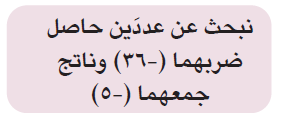 نبحث عن عددَين حاصل
ضربهما (-٣٦) وناتج
جمعهما (-٥)